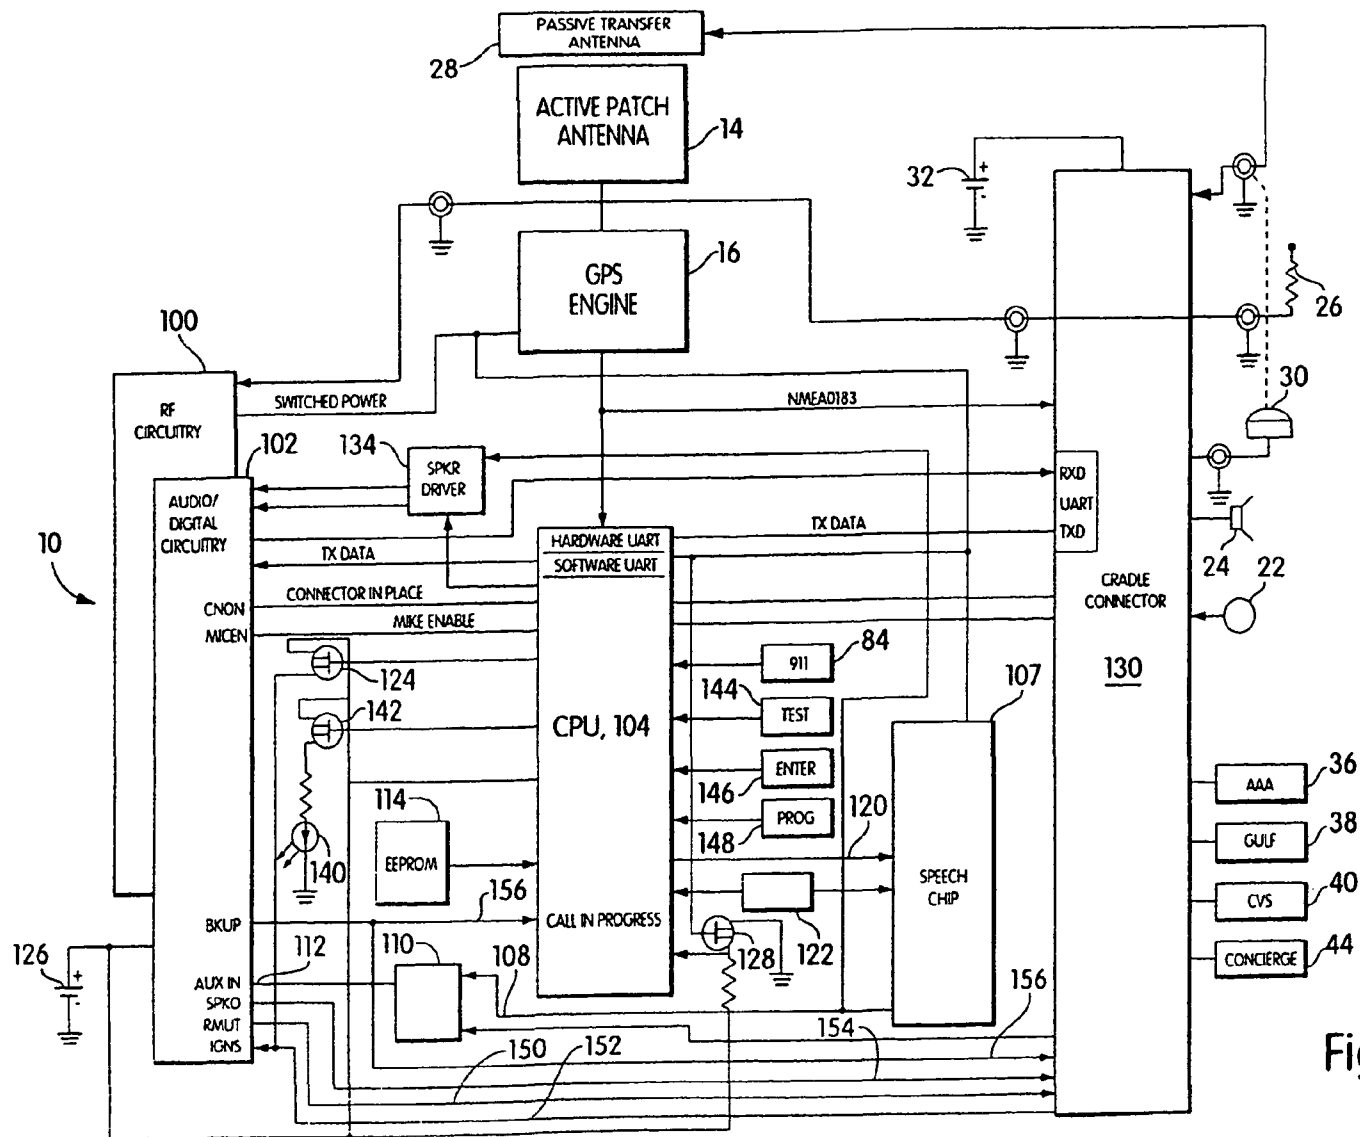 PASSIVE TRANSFER
ANTENNA
28
ACTIVE PATCH
ANTENNA
14
32
+
-
16
GPS
ENGINE
26
100
RF
CIRCUITRY
SWITCHED POWER
NMEA0183
30
102
134
SPKR
DRIVER
AUDIO/
DIGITAL
CIRCUITRY
RXD
UART
TXD
TX DATA
HARDWARE UART
SOFTWARE UART
TX DATA
10
24
22
CRADLE
CONNECTOR
130
CNON
CONNECTOR IN PLACE
MICEN
MIKE ENABLE
124
911
84
144
TEST
107
142
CPU, 104
146
ENTER
148
PROG
120
36
AAA
38
GULF
40
CVS
44
CONCIERGE
114
EEPROM
140
SPEECH
CHIP
156
BKUP
CALL IN PROGRESS
122
128
126
+
-
112
110
108
AUX IN
SPKO
RMUT
IGNS
150
152
154
156
Fig